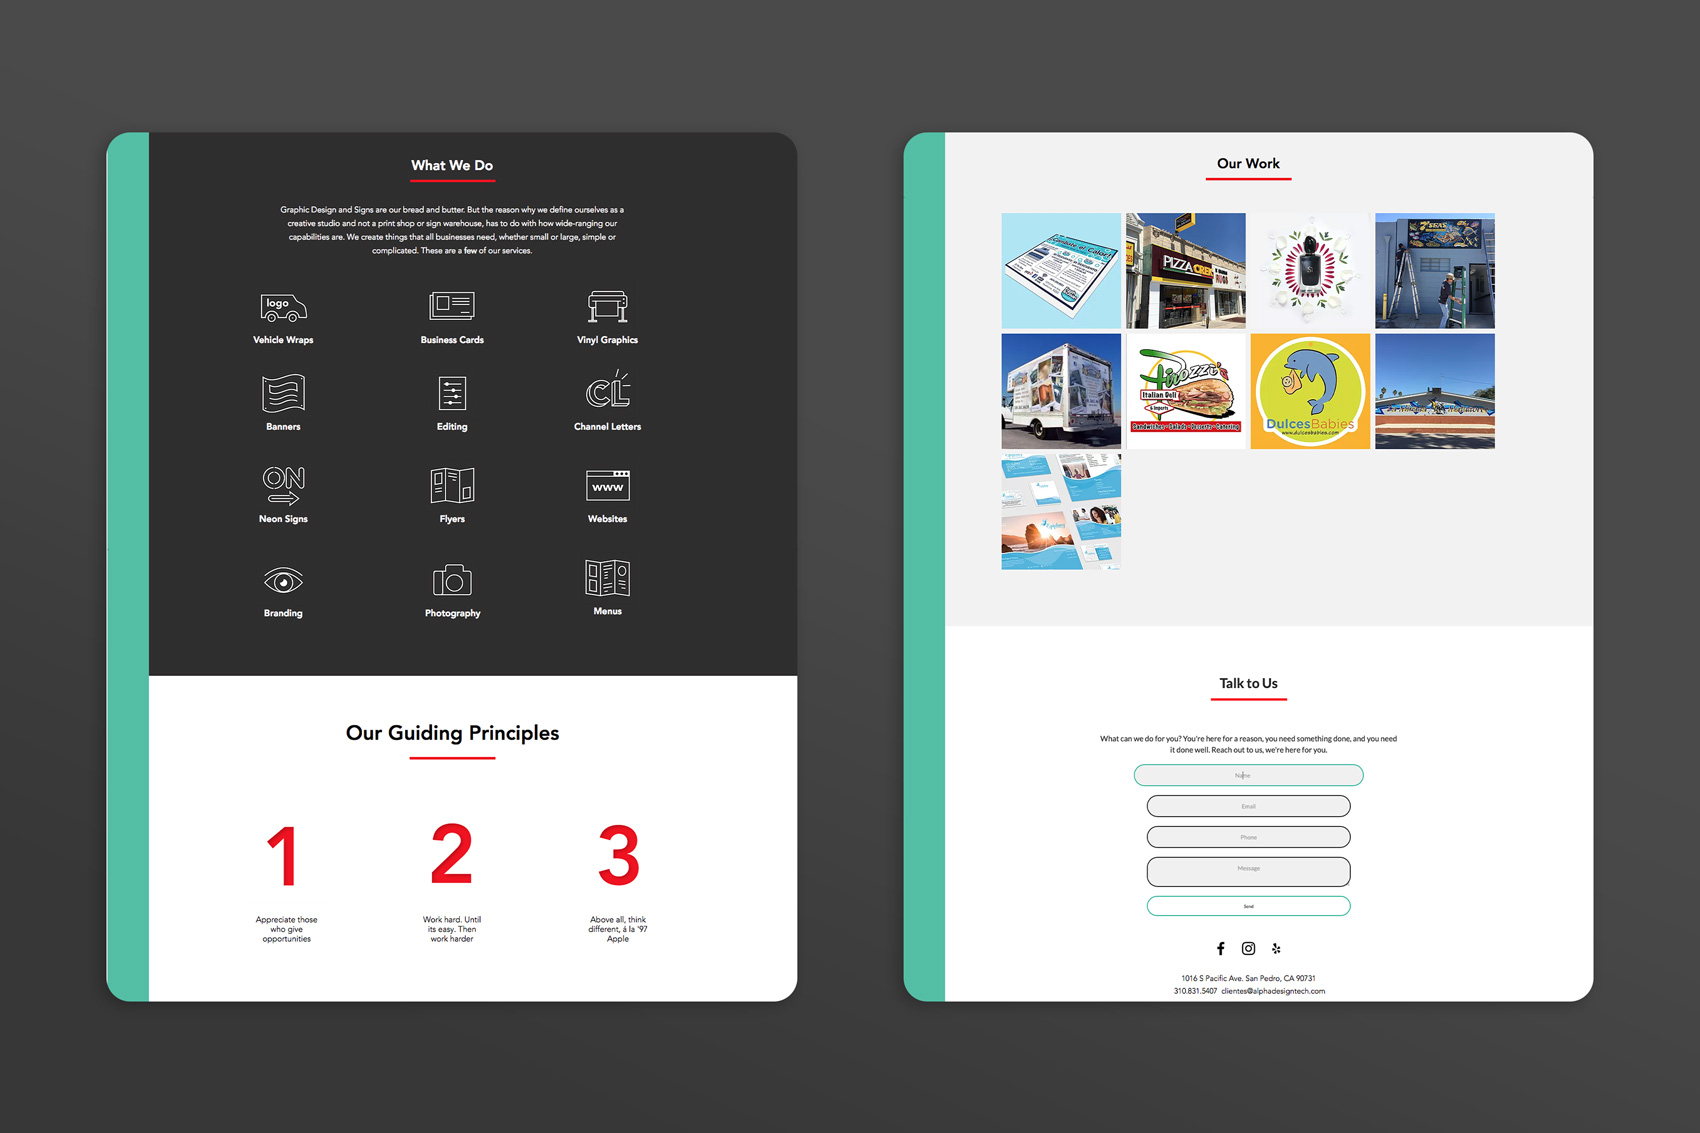 What We Do
Graphic Design and Signs are our bread and butter. But the reason why we define ourselves as a
creative studio and not a print shop or sign warehouse, has to do with how wide-ranging our
capabilities are. We create things that all businesses need, whether small or large, simple or
complicated. These are a few of our services.
logo
Vehicle Wraps
Business Cards
Vinyl Graphics
Banners
Editing
CL
Channel Letters
ON
Neon Signs
Flyers
www
Websites
Branding
Photography
Menus
Our Guiding Principles
1
2
3
Appreciate those
who give
opportunities
Work hard. Until
its easy. Then
work harder
Above all, think
different, á la '97
Apple
Our Work
¡Combate el Calor!
PIZZA
Pirozzi's
Italian Deli
& Imports
Sandwiches • Salads • Desserts • Catering
DulcesBabies
www.dulcesbabies.com
Talk to Us
What can we do for you? You're here for a reason, you need something done, and you need
it done well. Reach out to us, we're here for you.
Name
Email
Phone
Message
Send
1016 S Pacific Ave. San Pedro, CA 90731
310.831.5407 clientes@alphadesigntech.com